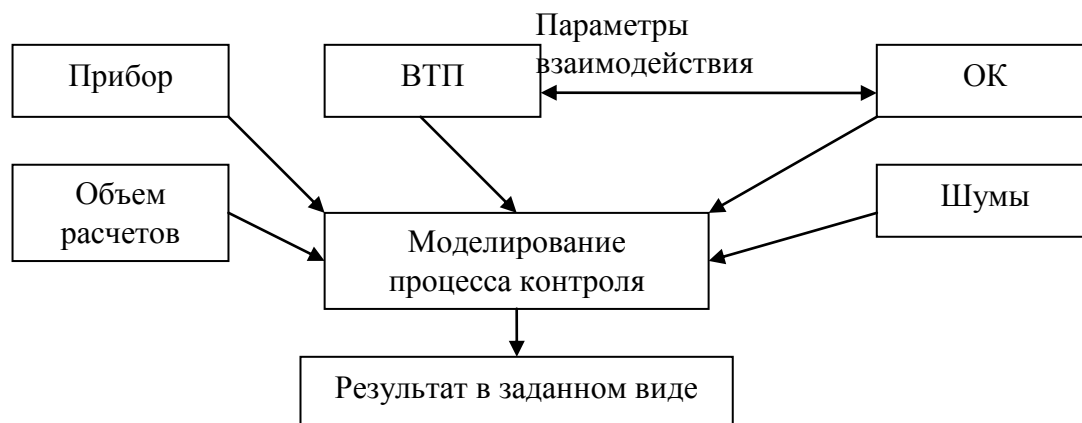 Параметры
взаимодействия
Прибор
ВТП
ОК
Объем
расчетов
Шумы
Моделирование
процесса контроля
Результат в заданном виде